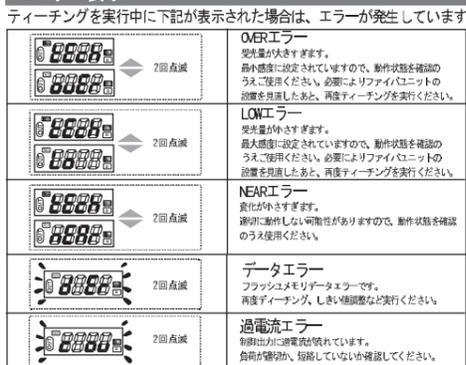 ティーチングを実行中に下記が表示された場合は、エラーが発生しています
2回点滅
OVERエラー
受光量が大きすぎます。
最小感度に設定されていますので、動作状態を確認の
うえご使用ください。必要によりファイバユニットの
設置を見直したあと、再度ティーチングを実行ください。
2回点滅
LOWエラー
受光量が小さすぎます。
最大感度に設定されていますので、動作状態を確認の
うえご使用ください。必要によりファイバユニットの
設置を見直したあと、再度ティーチングを実行ください。
2回点滅
NEARエラー
変化が小さすぎます。
適切に動作しない可能性がありますので、動作状態を確認
のうえ使用ください。
2回点滅
データエラー
フラッシュメモリデータエラーです。
再度ティーチング、しきい値調整など実行ください。
2回点滅
過電流エラー
制御出力に過電流が流れています。
負荷が適切か、短絡していないか確認してください。